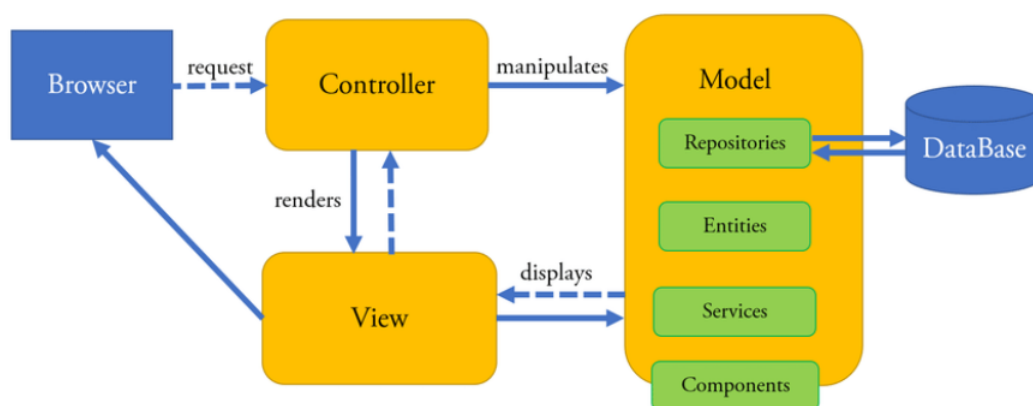 Browser
request
Controller
manipulates
Model
Repositories
DataBase
renders
Entities
displays
View
Services
Components